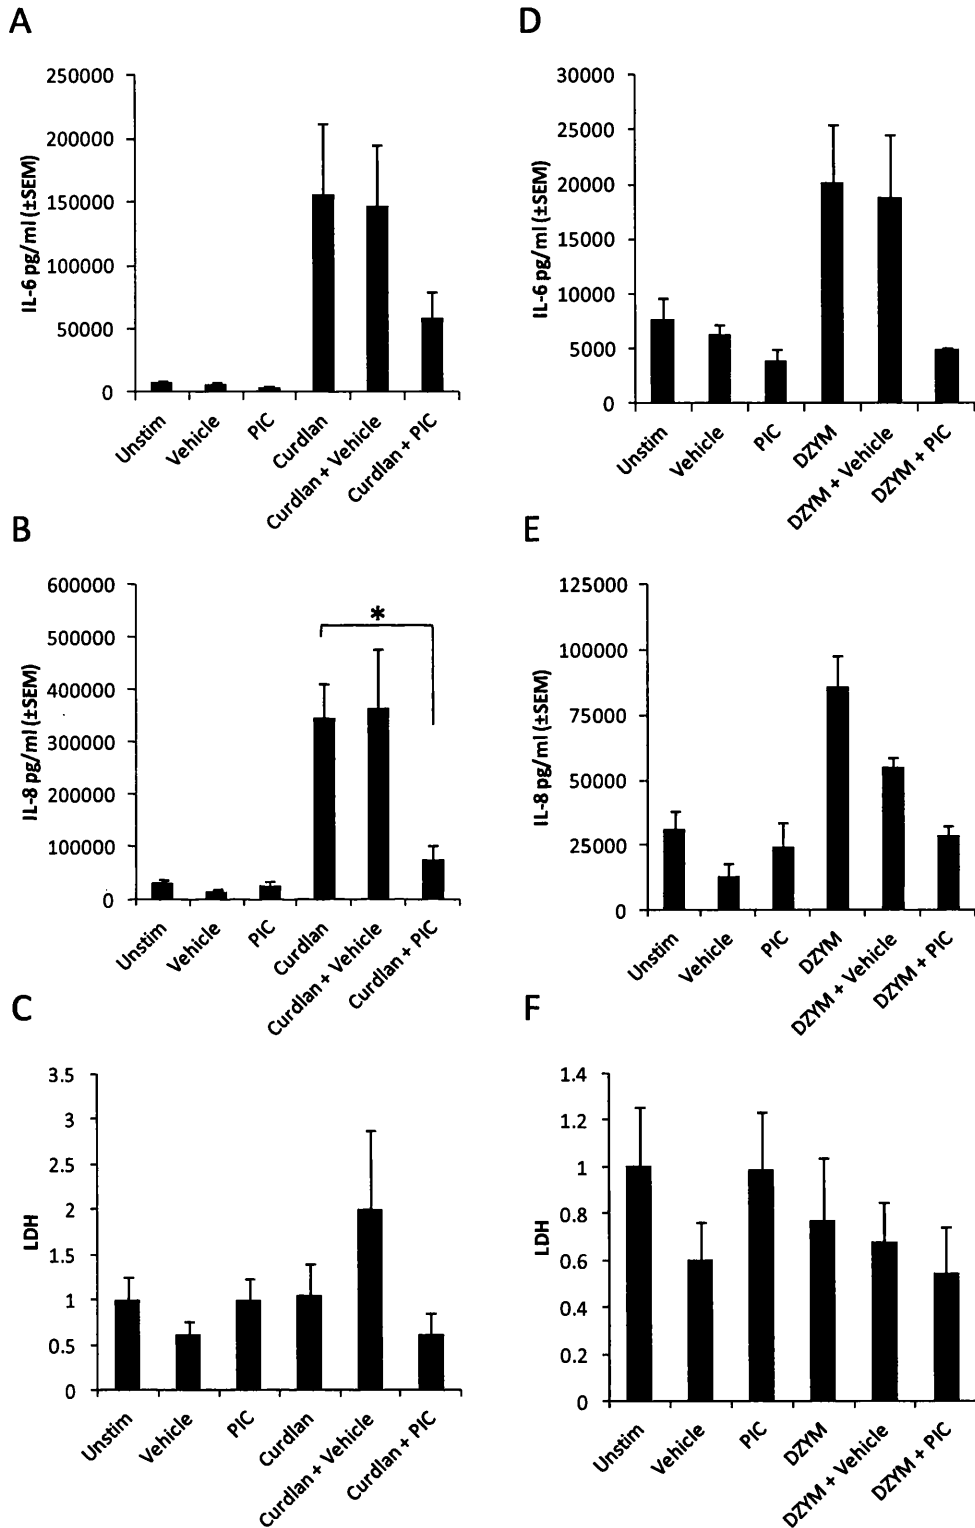 A
IL-6 pg/ml (±SEM)
250000
200000
150000
100000
50000
0
Unstim
Vehicle
PIC
Curdlan
Curdlan + Vehicle
Curdlan + PIC
D
IL-6 pg/ml (±SEM)
30000
25000
20000
15000
10000
5000
0
Unstim
Vehicle
PIC
DZYM
DZYM + Vehicle
DZYM + PIC
B
IL-8 pg/ml (±SEM)
600000
500000
400000
300000
200000
100000
0
*
Unstim
Vehicle
PIC
Curdlan
Curdlan + Vehicle
Curdlan + PIC
E
IL-8 pg/ml (±SEM)
125000
100000
75000
50000
25000
0
Unstim
Vehicle
PIC
DZYM
DZYM + Vehicle
DZYM + PIC
C
LDH
3.5
3
2.5
2
1.5
1
0.5
0
Unstim
Vehicle
PIC
Curdlan
Curdlan + Vehicle
Curdlan + PIC
F
LDH
1.4
1.2
1
0.8
0.6
0.4
0.2
0
Unstim
Vehicle
PIC
DZYM
DZYM + Vehicle
DZYM + PIC